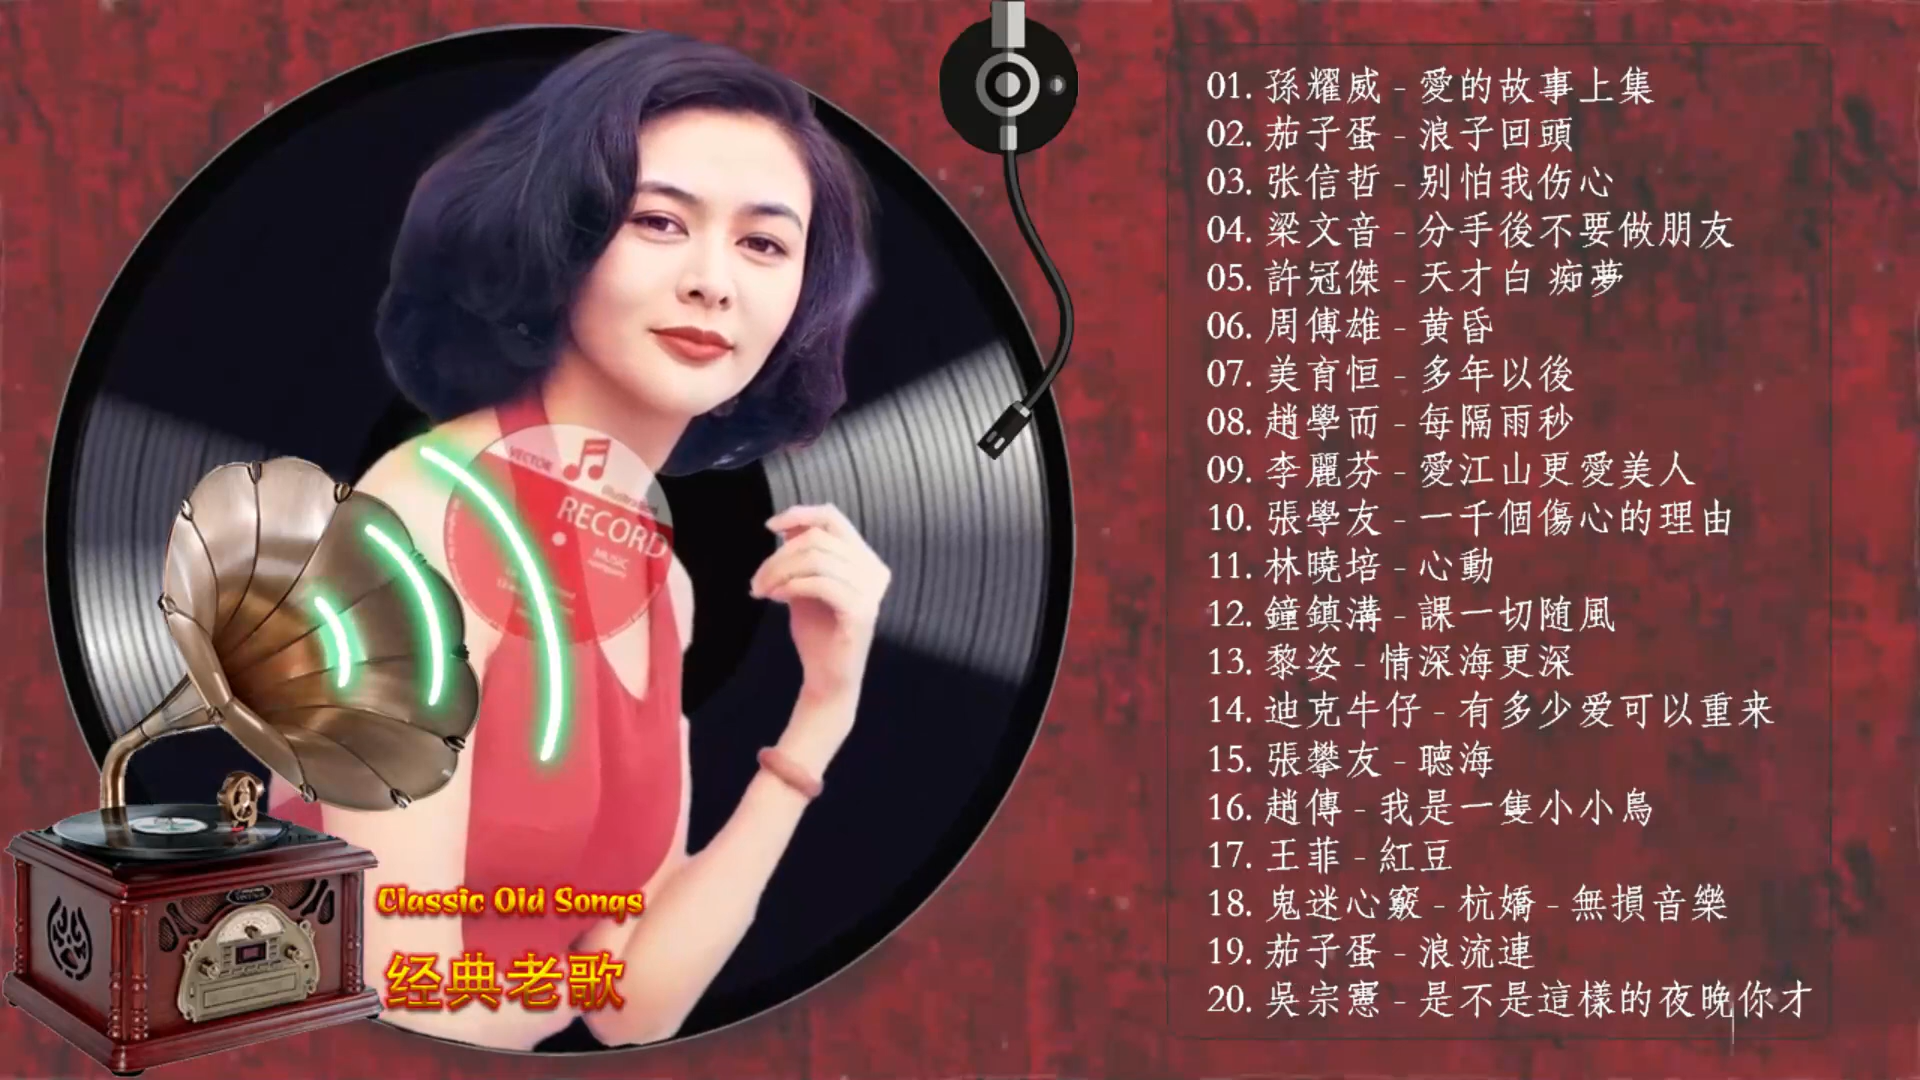 01. 孫耀威 - 愛的故事上集
02. 茄子蛋 - 浪子回頭
03. 张信哲 - 别怕我伤心
04. 梁文音 - 分手後不要做朋友
05. 許冠傑 - 天才白 痴夢
06. 周傳雄 - 黄昏
07. 美育恒 - 多年以後
08. 趙學而 - 每隔雨秒
09. 李麗芬 - 愛江山更愛美人
10. 張學友 - 一千個傷心的理由
11. 林曉培 - 心動
12. 鐘鎮溝 - 課一切随風
13. 黎姿 - 情深海更深
14. 迪克牛仔 - 有多少爱可以重来
15. 張攀友 - 聽海
16. 趙傳 - 我是一隻小小鳥
17. 王菲 - 紅豆
18. 鬼迷心竅 - 杭嬌 - 無損音樂
19. 茄子蛋 - 浪流連
20. 吳宗憲 - 是不是這樣的夜晚你才
VECTOR
RECORD
MUSIC
Classic Old Songs
经典老歌